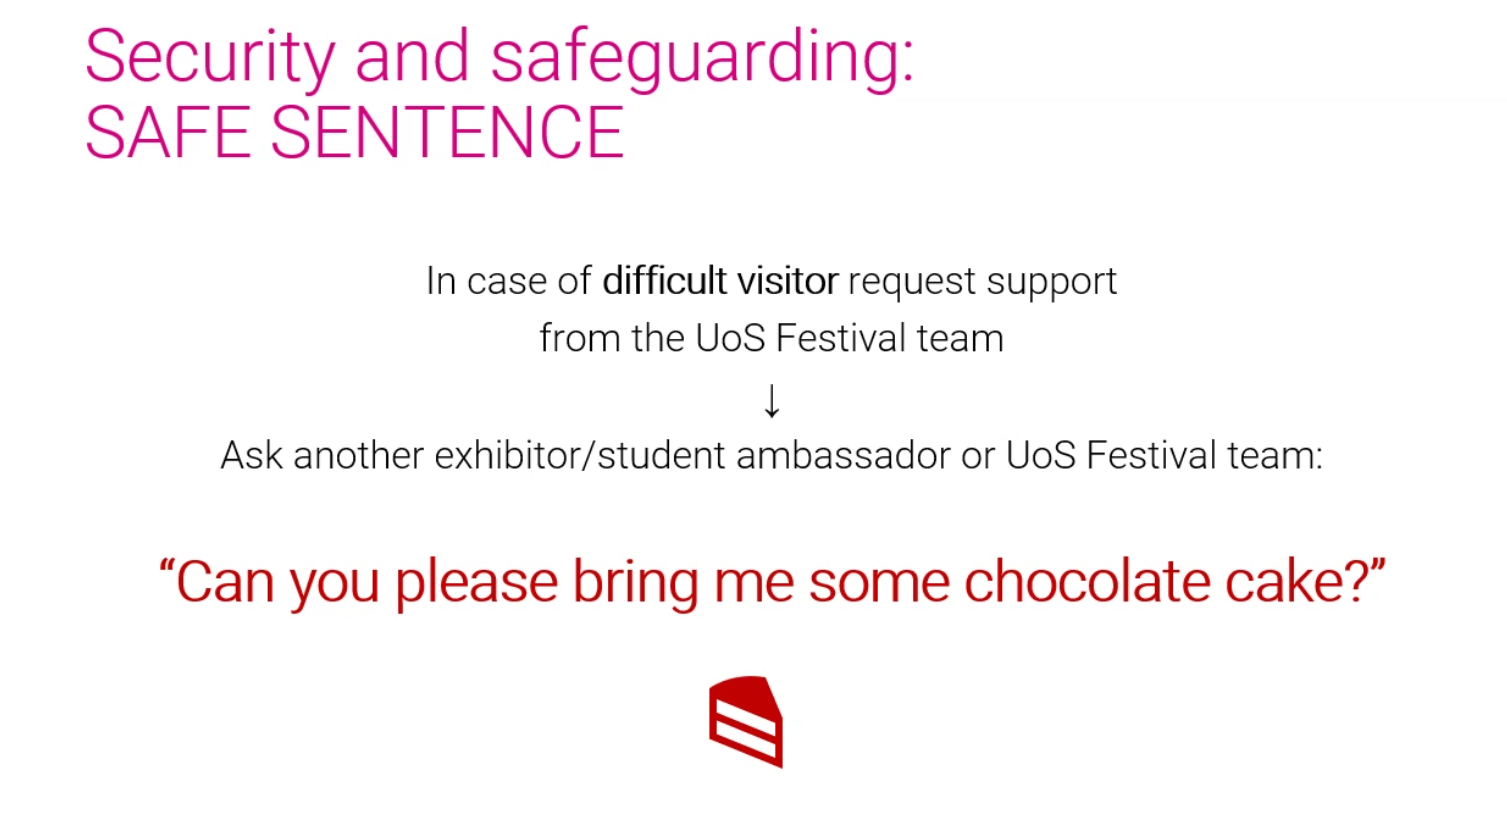 Security and safeguarding:
SAFE SENTENCE
In case of difficult visitor request support
from the UoS Festival team
↓
Ask another exhibitor/student ambassador or UoS Festival team:
“Can you please bring me some chocolate cake?”